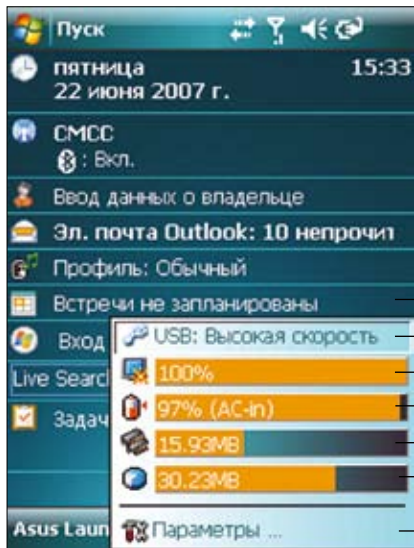 Пуск
пятница
15:33
22 июня 2007 г.
CMCC
: Вкл.
Ввод данных о владельце
Эл. почта Outlook: 10 непрочит
Профиль: Обычный
Встречи не запланированы
Вход
USB: Высокая скорость
Live Searc
100%
97% (AC-in)
Задач
15.93MB
30.23MB
Asus Laun
Параметры ...